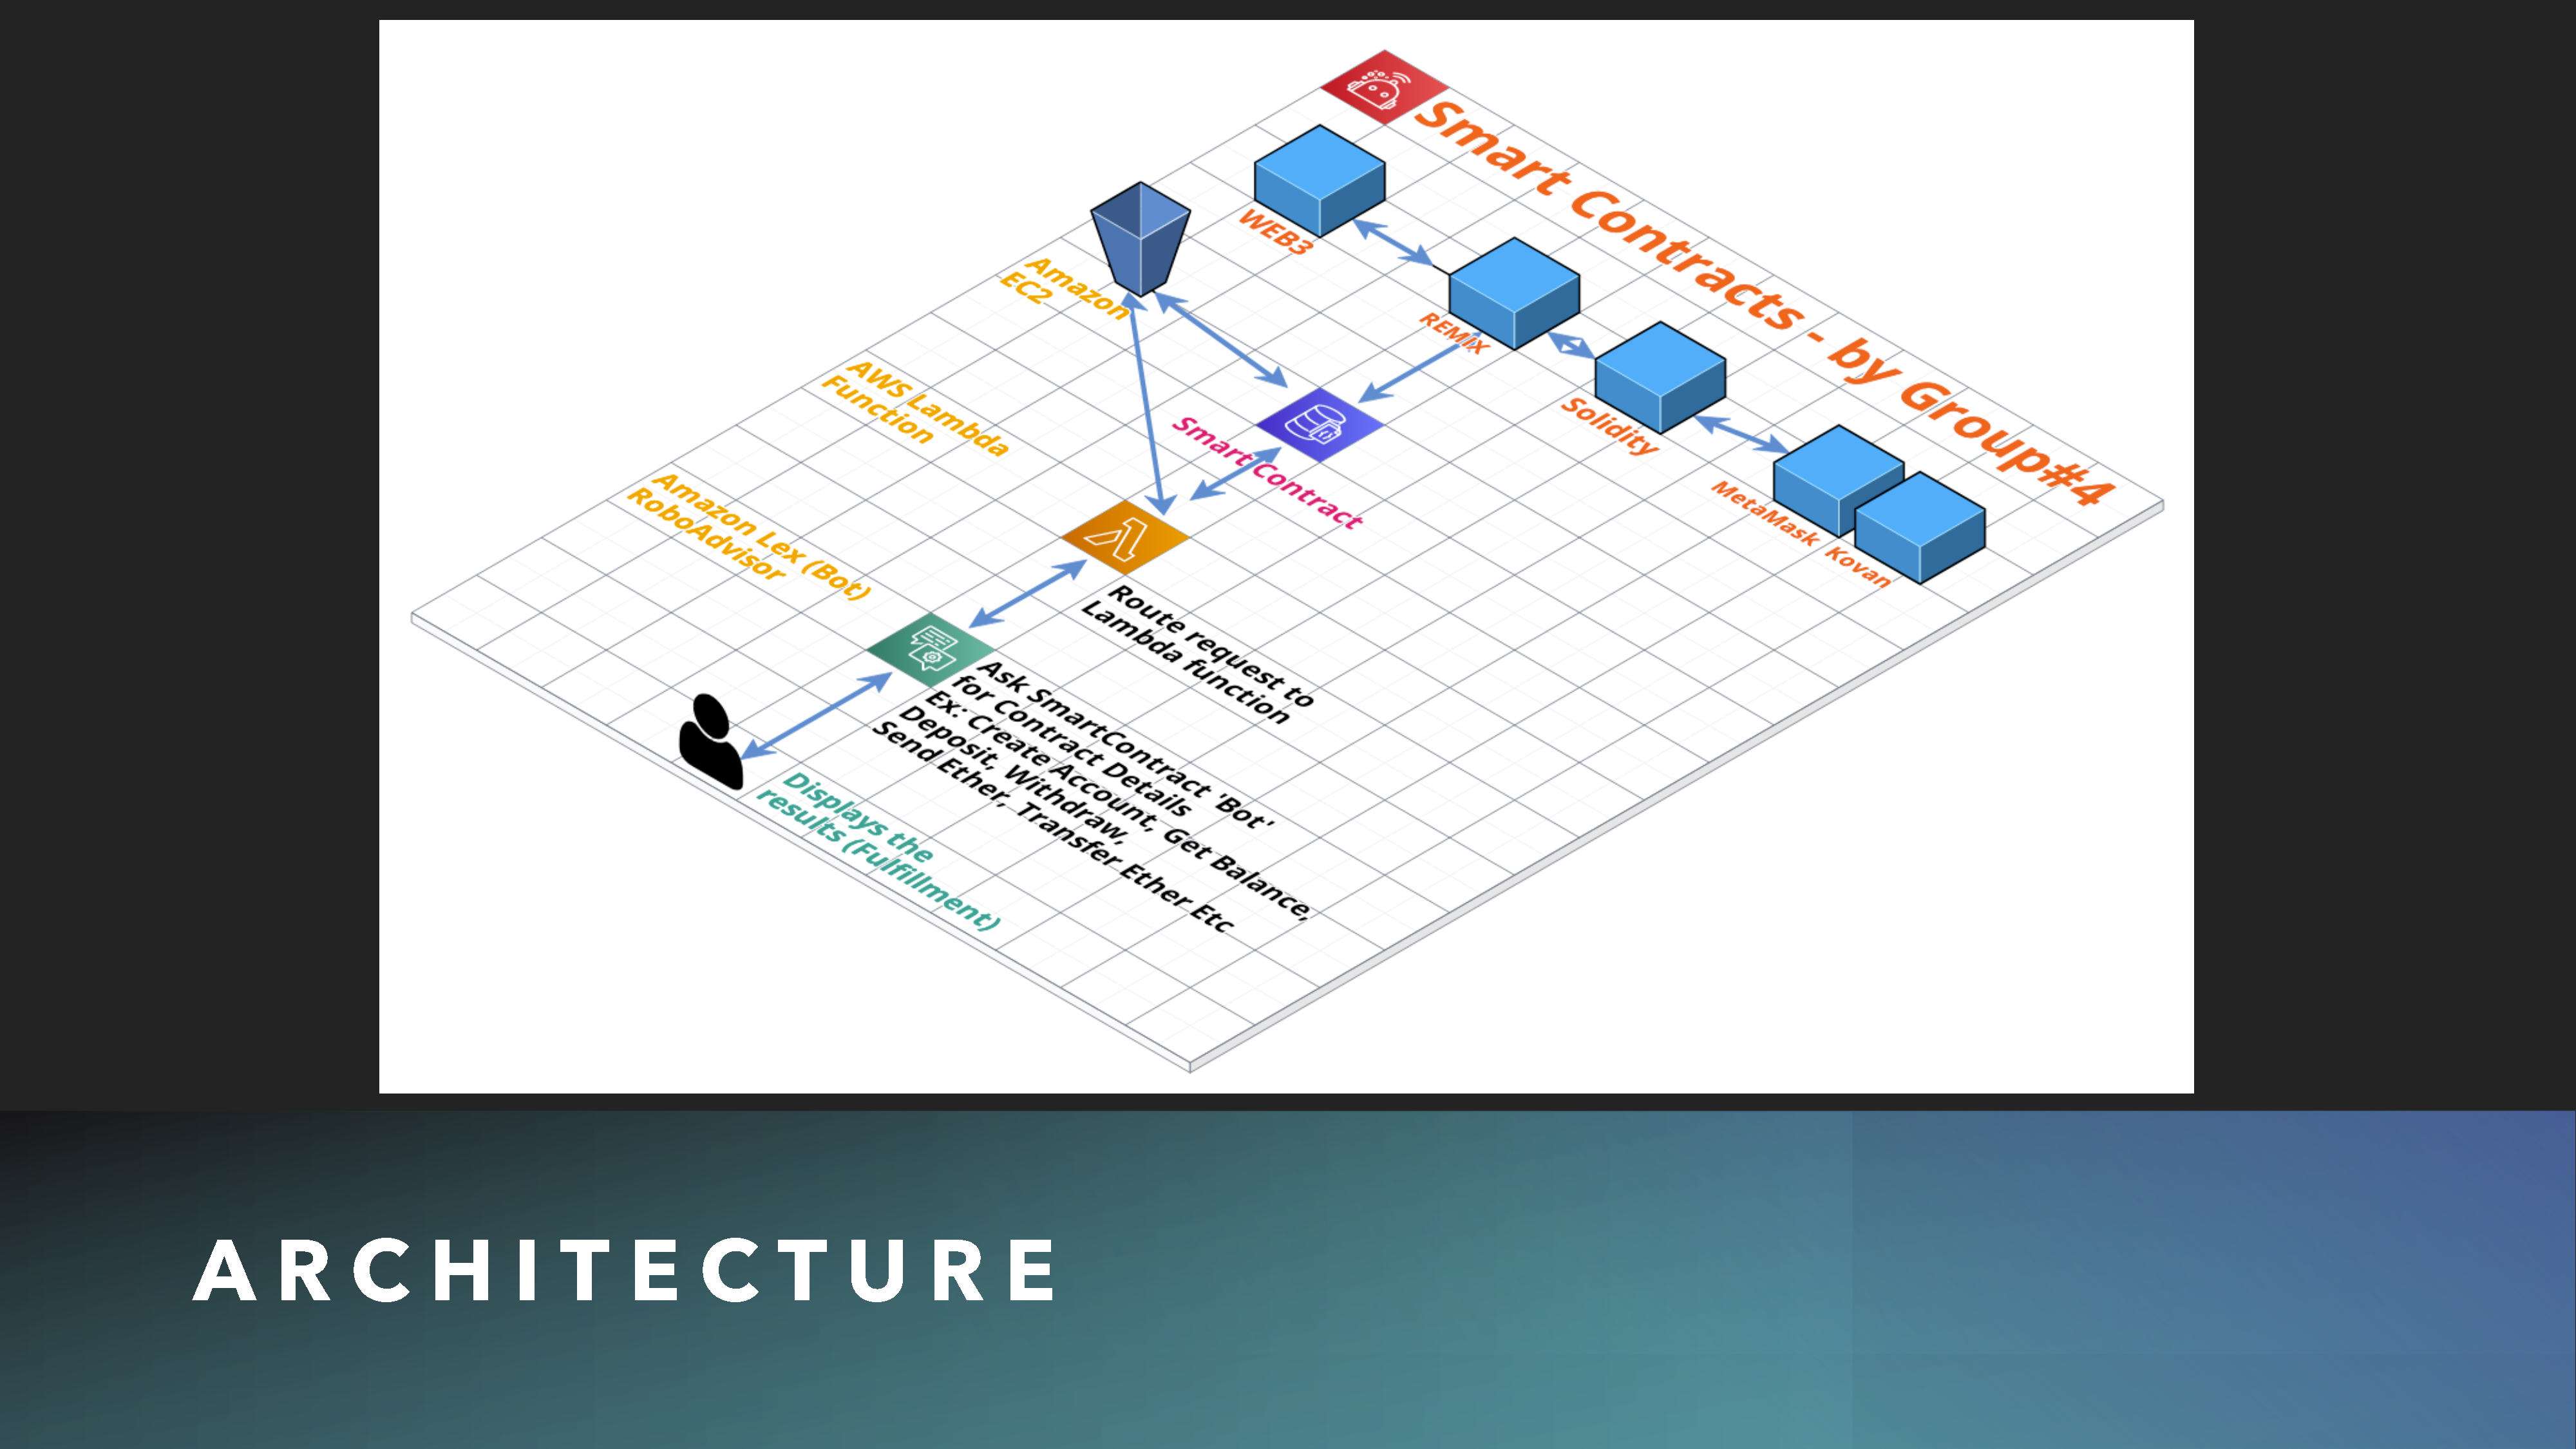 Smart Contracts - by Group#4
WEB3
REMIX
Solidity
MetaMask
Kovan
Amazon
EC2
AWS Lambda
Function
Smart Contract
Amazon Lex (Bot)
RoboAdvisor
Route request to
Lambda function
Ask SmartContract 'Bot'
for Contract Details
Ex: Create Account, Get Balance,
Deposit, Withdraw,
Send Ether, Transfer Ether Etc
Displays the
results (Fulfillment)
ARCHITECTURE